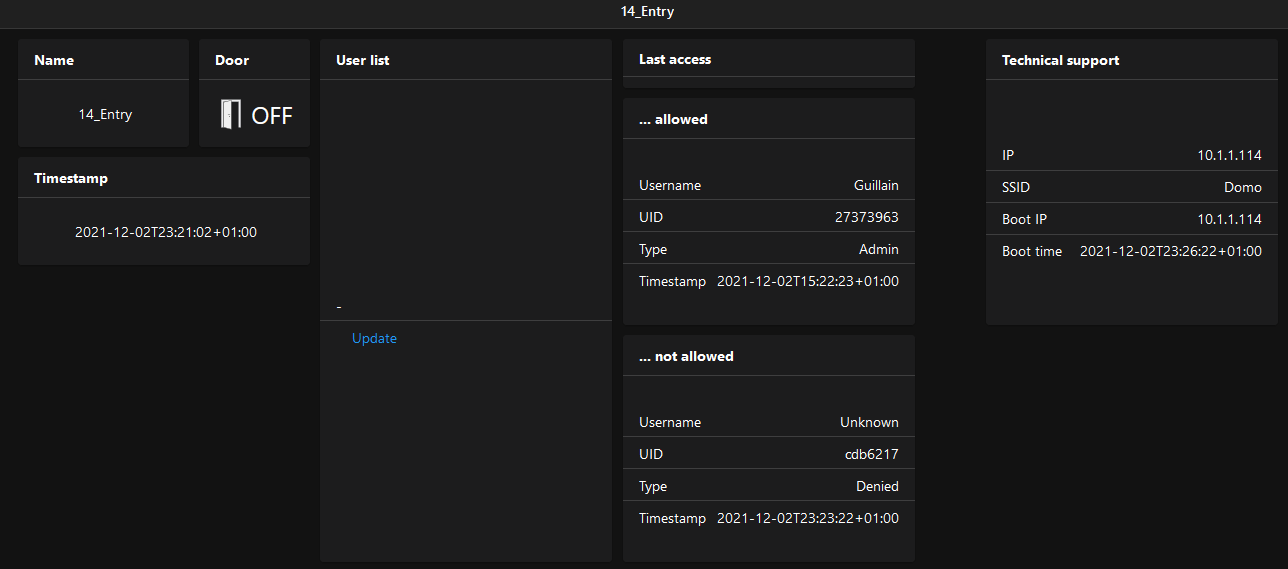 14_Entry
Name
14_Entry
Door
OFF
Timestamp
2021-12-02T23:21:02+01:00
User list
-
Update
Last access
... allowed
Username Guillain
UID 27373963
Type Admin
Timestamp 2021-12-02T15:22:23+01:00
... not allowed
Username Unknown
UID cdb6217
Type Denied
Timestamp 2021-12-02T23:23:22+01:00
Technical support
IP 10.1.1.114
SSID Domo
Boot IP 10.1.1.114
Boot time 2021-12-02T23:26:22+01:00